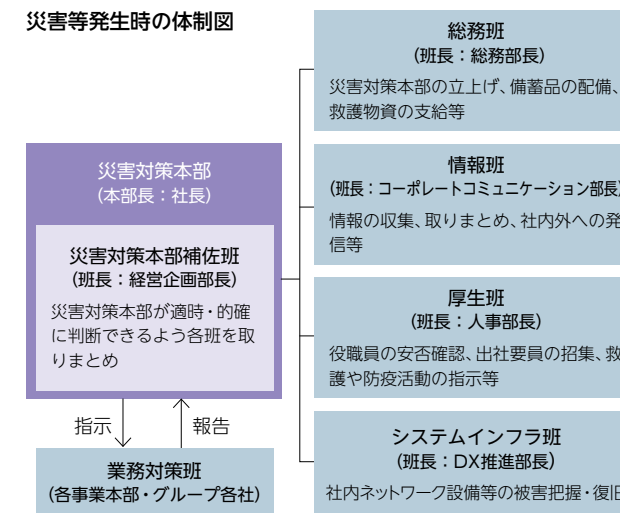 災害等発生時の体制図
災害対策本部
(本部長：社長)
災害対策本部補佐班
(班長：経営企画部長)
災害対策本部が適時・的確
に判断できるよう各班を取
りまとめ
指示
報告
業務対策班
(各事業本部・グループ各社)
総務班
(班長：総務部長)
災害対策本部の立上げ、備蓄品の配備、
救護物資の支給等
情報班
(班長：コーポレートコミュニケーション部長)
情報の収集、取りまとめ、社内外への発
信等
厚生班
(班長：人事部長)
役職員の安否確認、出社要員の招集、救
護や防疫活動の指示等
システムインフラ班
(班長：DX推進部長)
社内ネットワーク設備等の被害把握・復旧